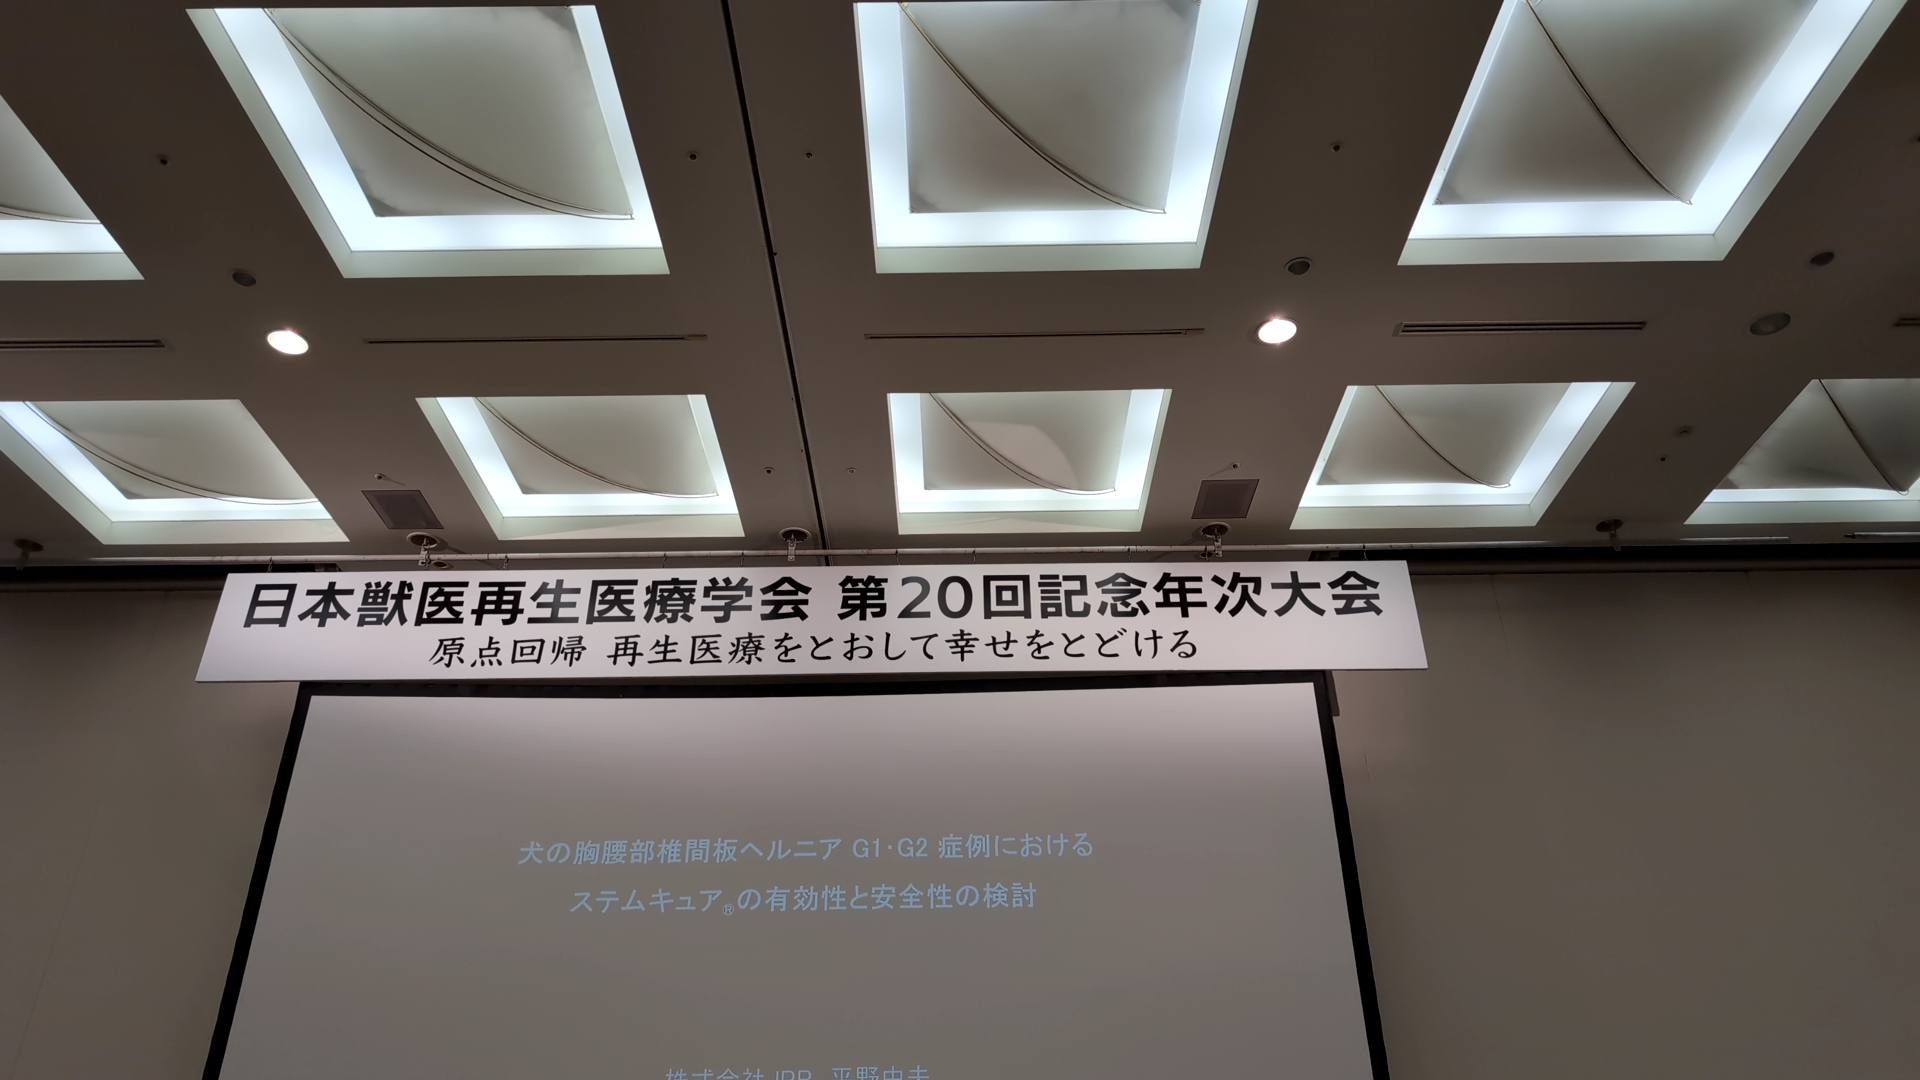 日本獣医再生医療学会 第20回記念年次大会
原点回帰 再生医療をとおして幸せをとどける
犬の胸腰部椎間板ヘルニア G1・G2 症例における
ステムキュア®の有効性と安全性の検討
株式会社